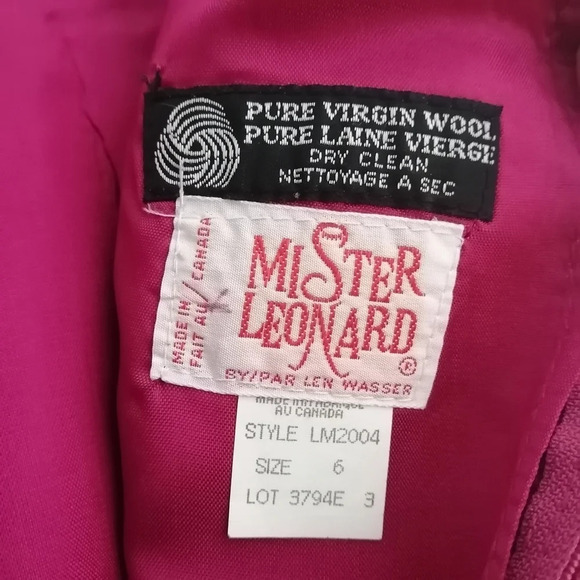 PURE VIRGIN WOOL
PURE LAINE VIERGE
DRY CLEAN
NETTOYAGE A SEC
MADE IN / CANADA
FAIT AU
MISTER
LEONARD
®
BY/PAR LEN WASSER
AU CANADA
STYLE LM2004
SIZE 6
LOT 3794E 3